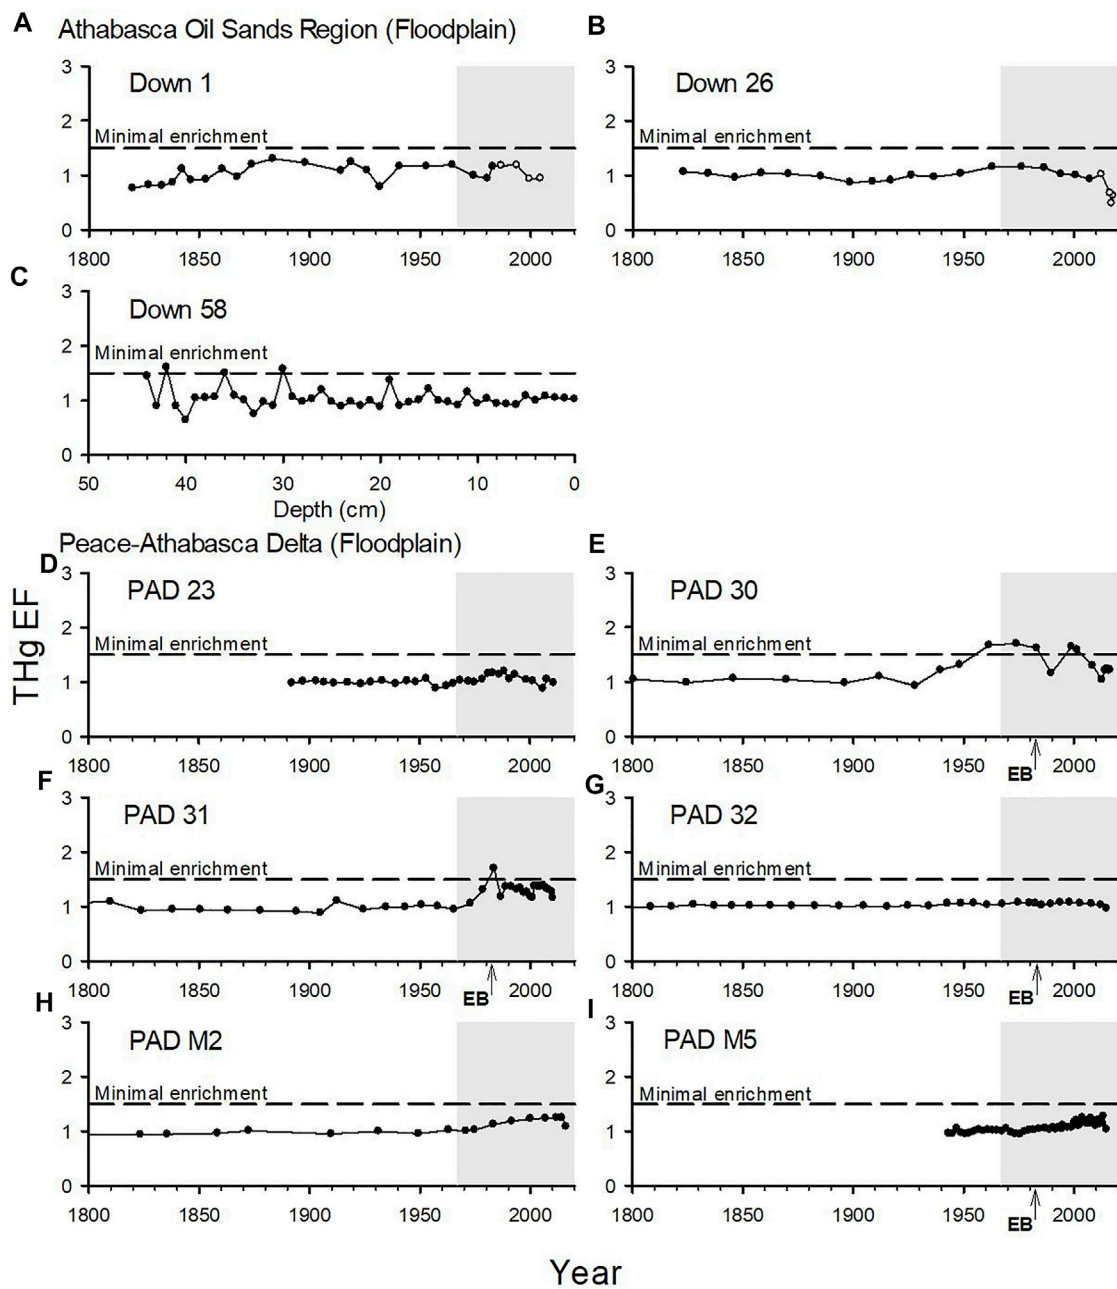 A Athabasca Oil Sands Region (Floodplain) B
3 3
Down 1 Down 26
2 2
Minimal enrichment Minimal enrichment
1 1
0 0
1800 1850 1900 1950 2000 1800 1850 1900 1950 2000
C
3
Down 58
2
Minimal enrichment
1
0
50 40 30 20 10 0
Depth (cm)
Peace-Athabasca Delta (Floodplain)
D E
3 3
PAD 23 PAD 30
2 2
Minimal enrichment Minimal enrichment
THg EF
1 1
0 0
1800 1850 1900 1950 2000 1800 1850 1900 1950 2000
EB
F G
3 3
PAD 31 PAD 32
2 2
Minimal enrichment Minimal enrichment
1 1
0 0
1800 1850 1900 1950 2000 1800 1850 1900 1950 2000
EB EB
H I
3 3
PAD M2 PAD M5
2 2
Minimal enrichment Minimal enrichment
1 1
0 0
1800 1850 1900 1950 2000 1800 1850 1900 1950 2000
EB
Year